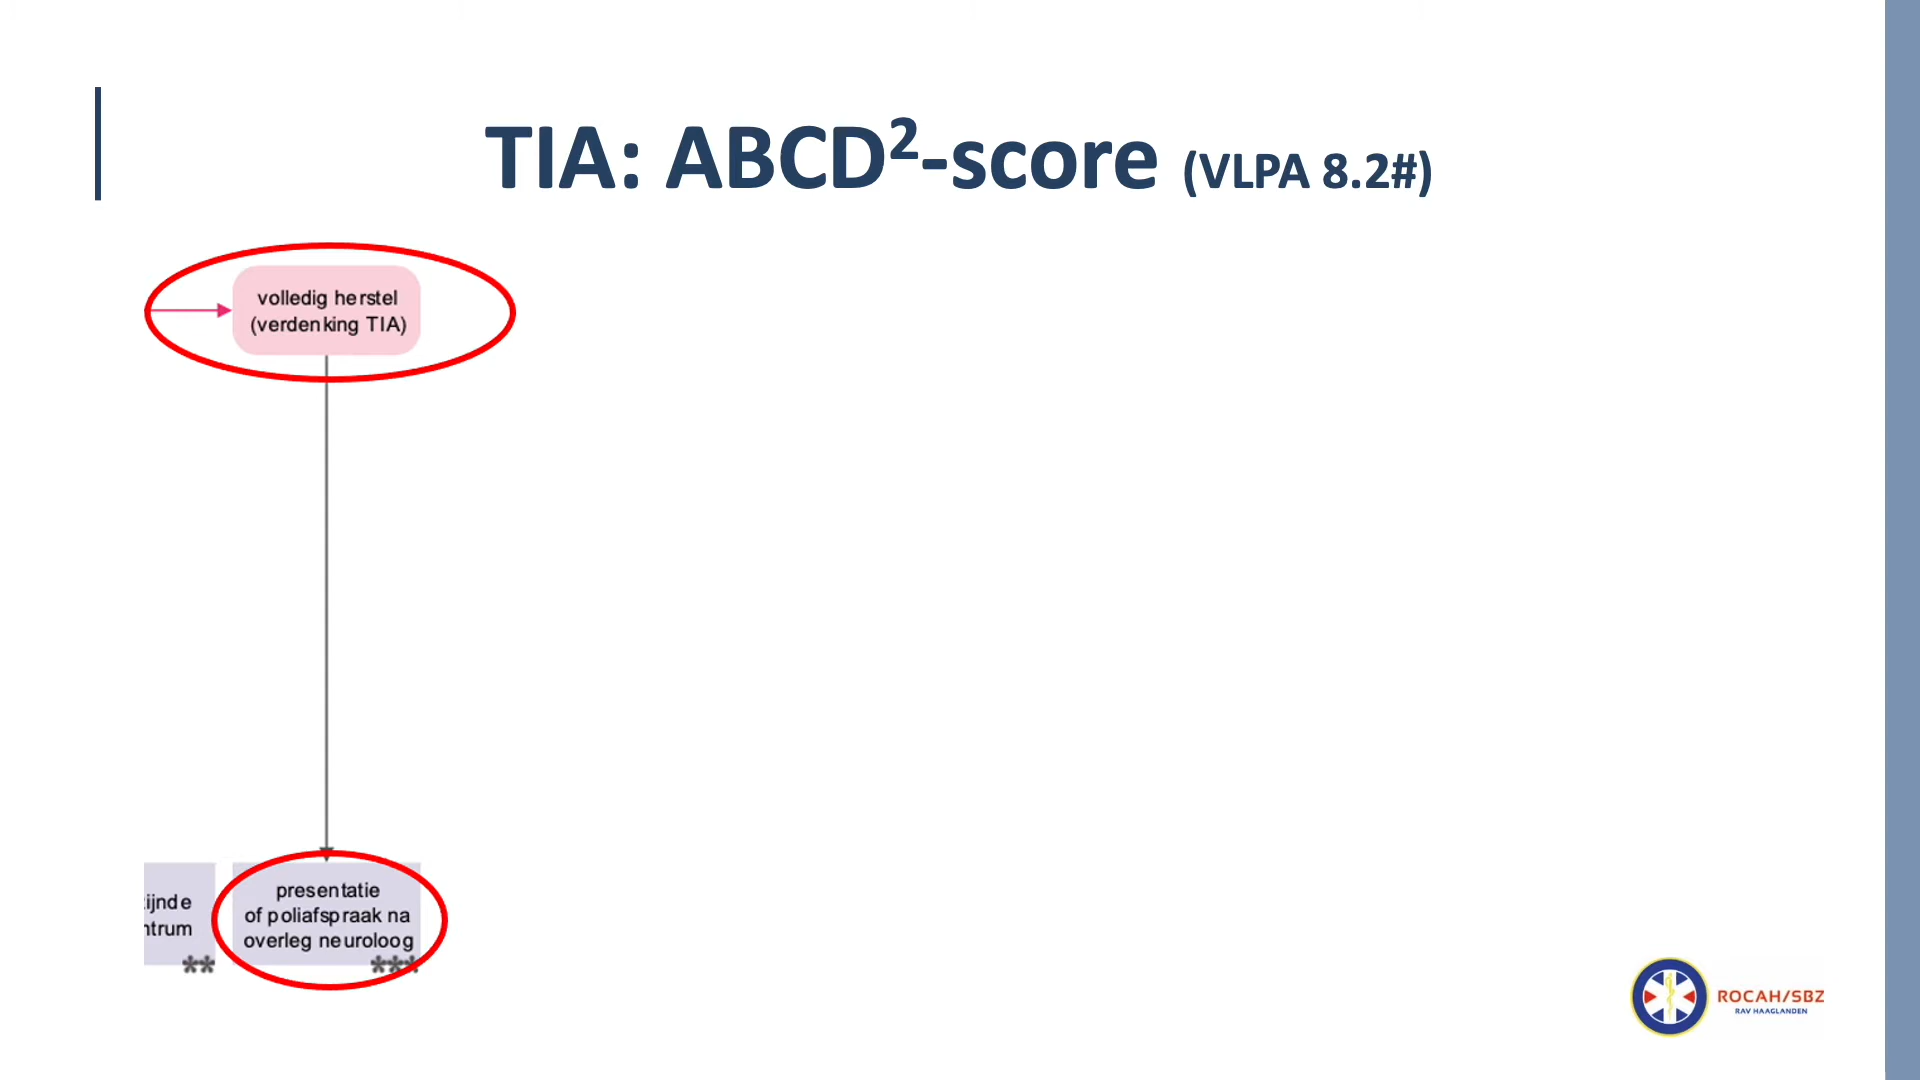 TIA: ABCD²-score (VLPA 8.2#)
volledig herstel
(verdenking TIA)
ijnde
ntrum
**
presentatie
of poliafspraak na
overleg neuroloog
***
ROCAH/SBZ
RAV HAAGLANDEN